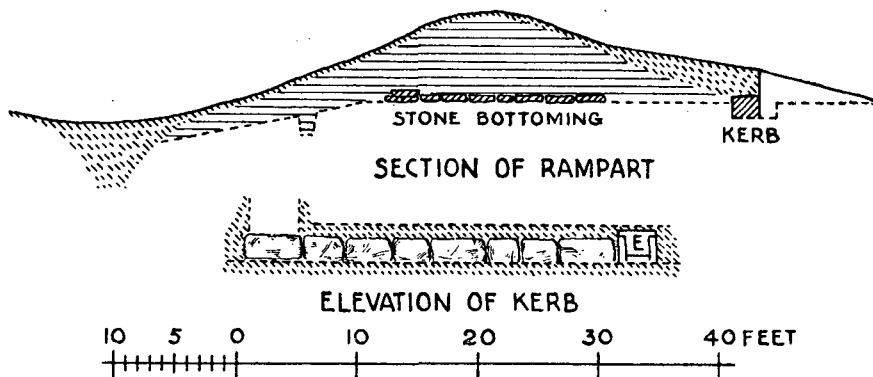 STONE BOTTOMING
KERB
SECTION OF RAMPART
E
ELEVATION OF KERB
10 5 0 10 20 30 40 FEET